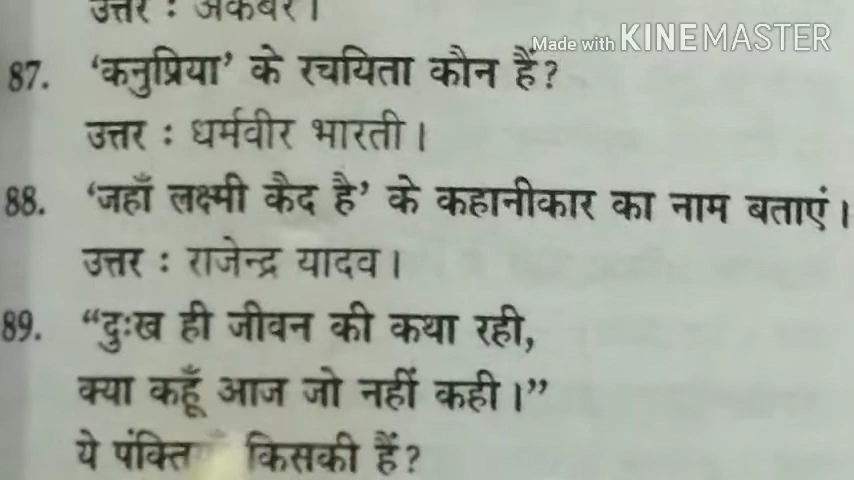 उत्तर : अकबर।
Made with KINEMASTER
87. ‘कनुप्रिया’ के रचयिता कौन हैं?
उत्तर : धर्मवीर भारती।
88. ‘जहाँ लक्ष्मी कैद है’ के कहानीकार का नाम बताएं।
उत्तर : राजेन्द्र यादव।
89. “दुःख ही जीवन की कथा रही,
क्या कहूँ आज जो नहीं कही।”
ये पंक्तियाँ किसकी हैं?